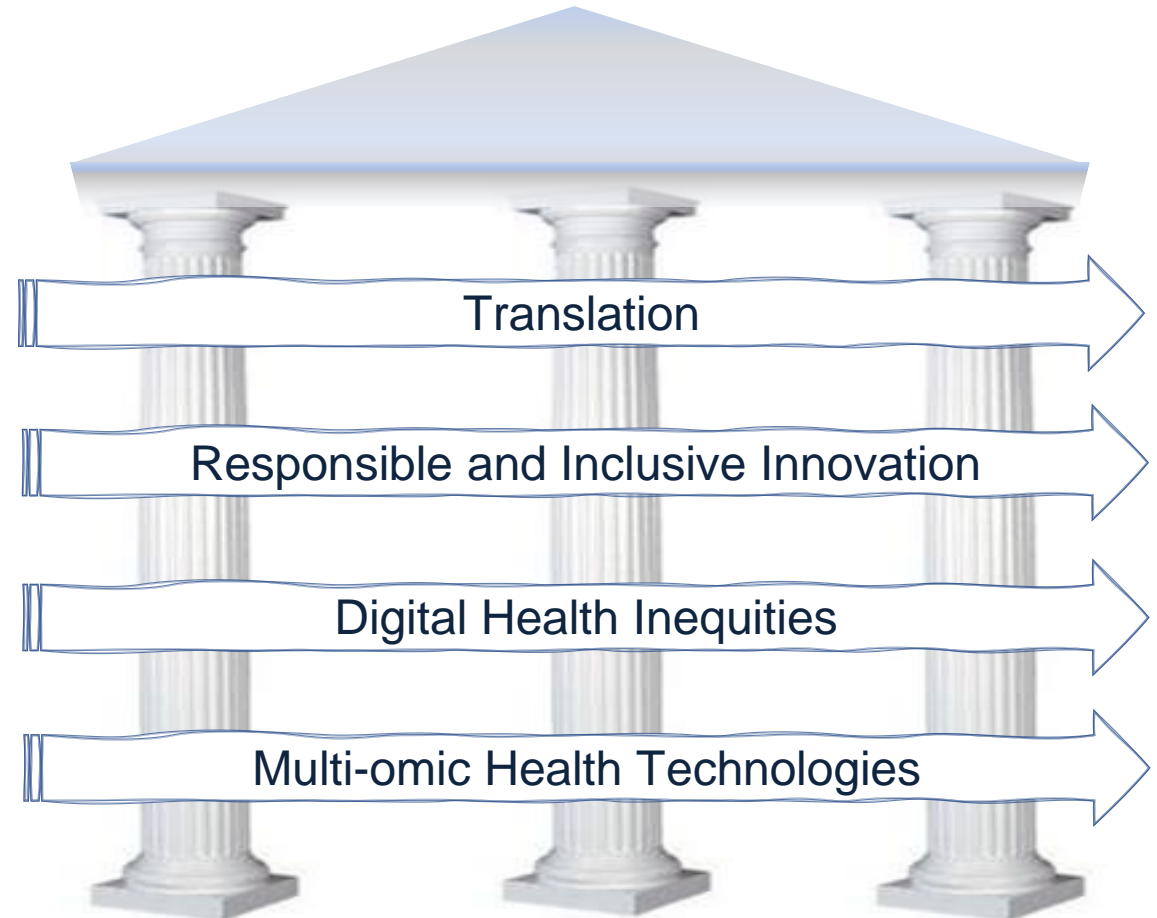 Translation
Responsible and Inclusive Innovation
Digital Health Inequities
Multi-omic Health Technologies